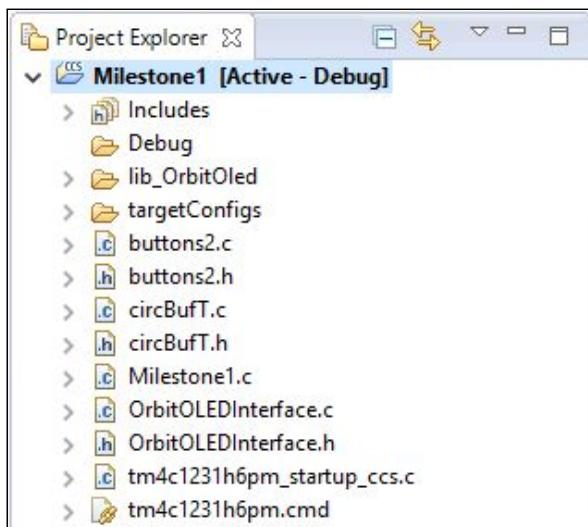 Project Explorer
CCS
Milestone1 [Active - Debug]
h Includes
Debug
lib_OrbitOled
targetConfigs
.c buttons2.c
.h buttons2.h
.c circBufT.c
.h circBufT.h
.c Milestone1.c
.c OrbitOLEDInterface.c
.h OrbitOLEDInterface.h
.c tm4c1231h6pm_startup_ccs.c
tm4c1231h6pm.cmd